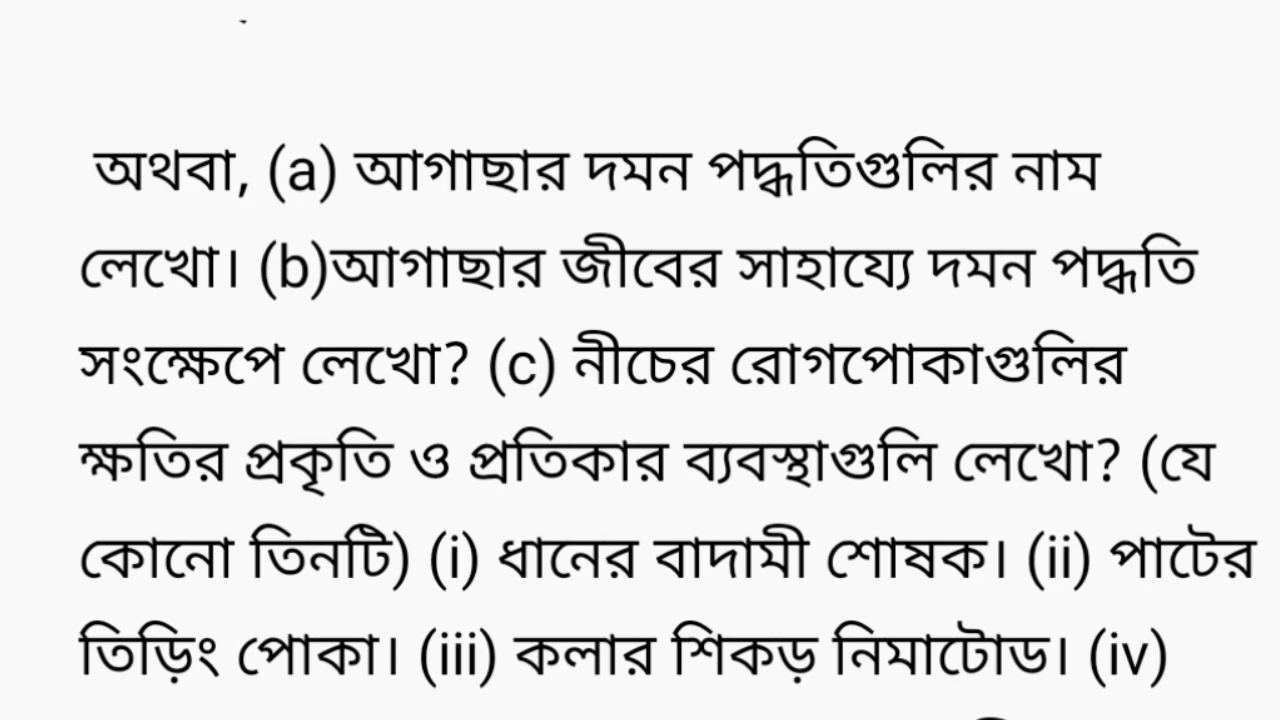 অথবা, (a) আগাছার দমন পদ্ধতিগুলির নাম
লেখো। (b)আগাছার জীবের সাহায্যে দমন পদ্ধতি
সংক্ষেপে লেখো? (c) নীচের রোগপোকাগুলির
ক্ষতির প্রকৃতি ও প্রতিকার ব্যবস্থাগুলি লেখো? (যে
কোনো তিনটি) (i) ধানের বাদামী শোষক। (ii) পাটের
তিড়িং পোকা। (iii) কলার শিকড় নিমাটোড। (iv)